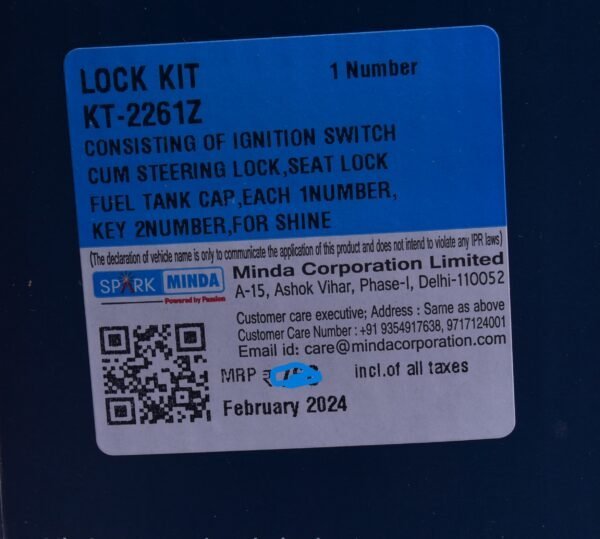 LOCK KIT 1 Number
KT-2261Z
CONSISTING OF IGNITION SWITCH
CUM STEERING LOCK,SEAT LOCK
FUEL TANK CAP,EACH 1NUMBER,
KEY 2NUMBER,FOR SHINE
(The declaration of vehicle name is only to communicate the application of this product and does not intend to violate any IPR laws)
SPARK MINDA
Powered by Passion
Minda Corporation Limited
A-15, Ashok Vihar, Phase-I, Delhi-110052
Customer care executive; Address : Same as above
Customer Care Number : +91 9354917638, 9717124001
Email id: care@mindacorporation.com
MRP ₹ incl.of all taxes
February 2024